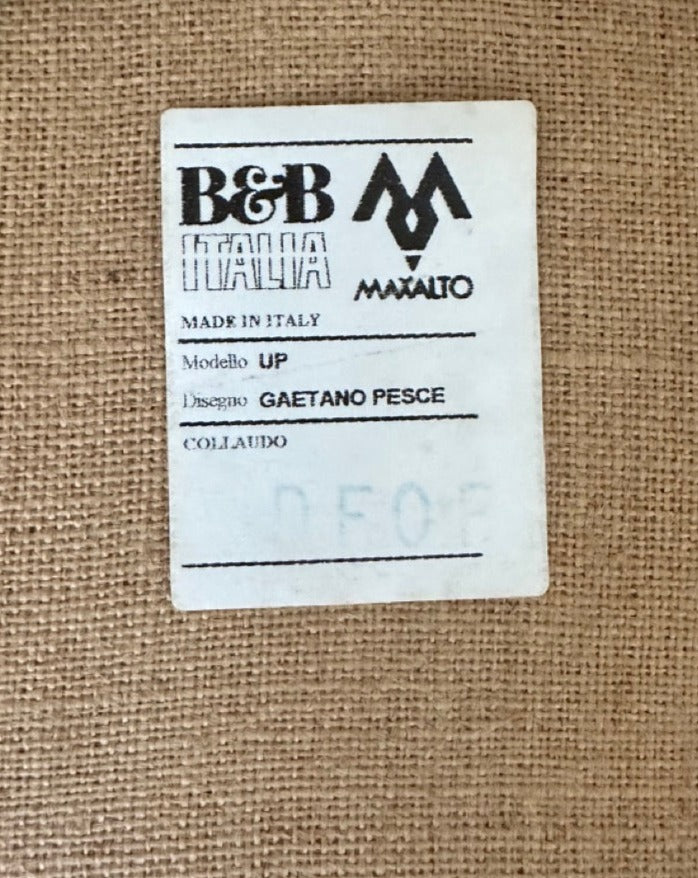 B&B
ITALIA
MAXALTO
MADE IN ITALY
Modello UP
Disegno GAETANO PESCE
COLLAUDO